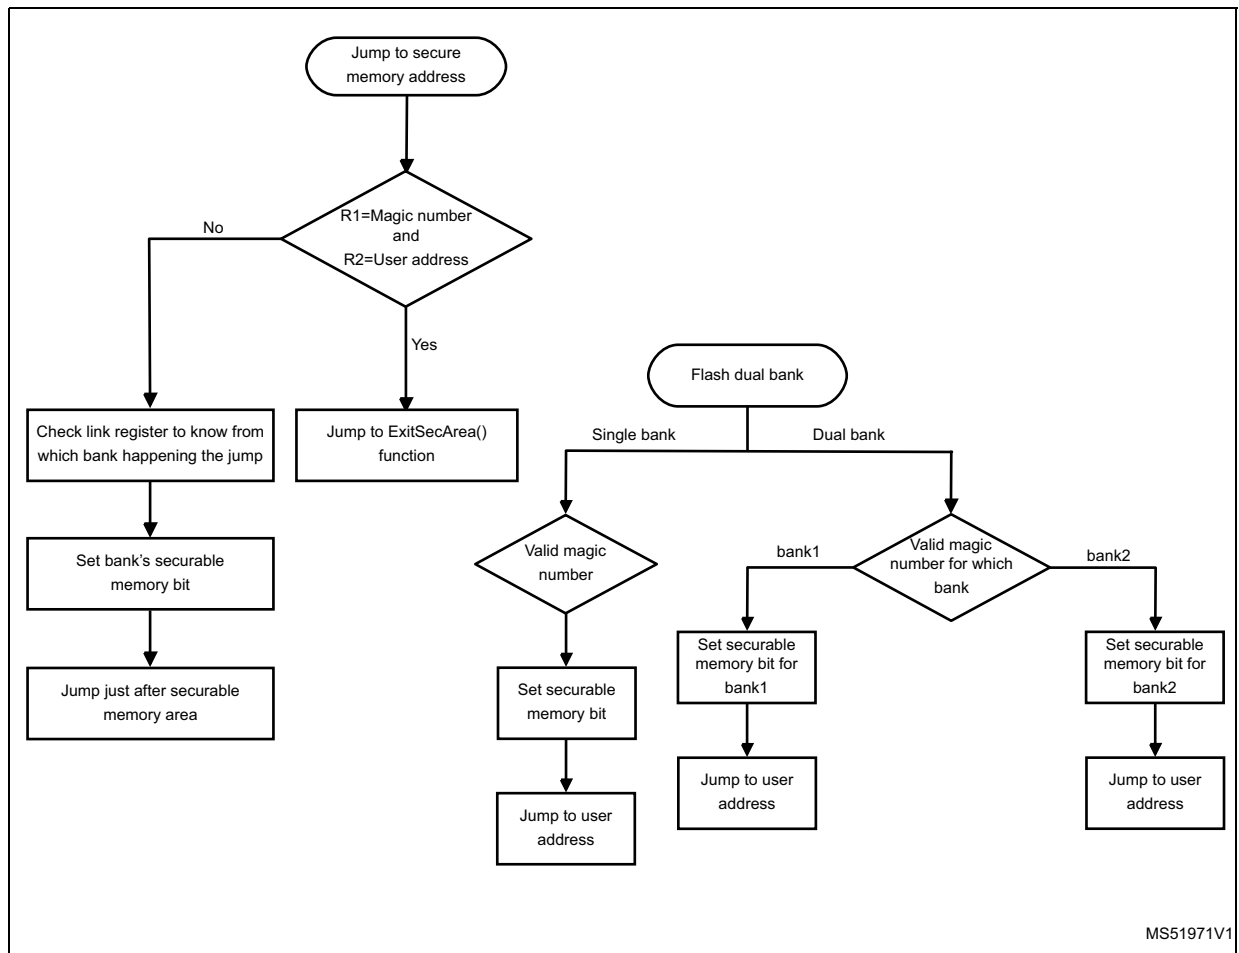 Jump to secure
memory address
R1=Magic number
and
R2=User address
No
Yes
Check link register to know from
which bank happening the jump
Jump to ExitSecArea()
function
Set bank's securable
memory bit
Jump just after securable
memory area
Flash dual bank
Single bank
Dual bank
Valid magic
number
bank1
Valid magic
number for which
bank
bank2
Set securable
memory bit
Set securable
memory bit for
bank1
Set securable
memory bit for
bank2
Jump to user
address
Jump to user
address
Jump to user
address
MS51971V1